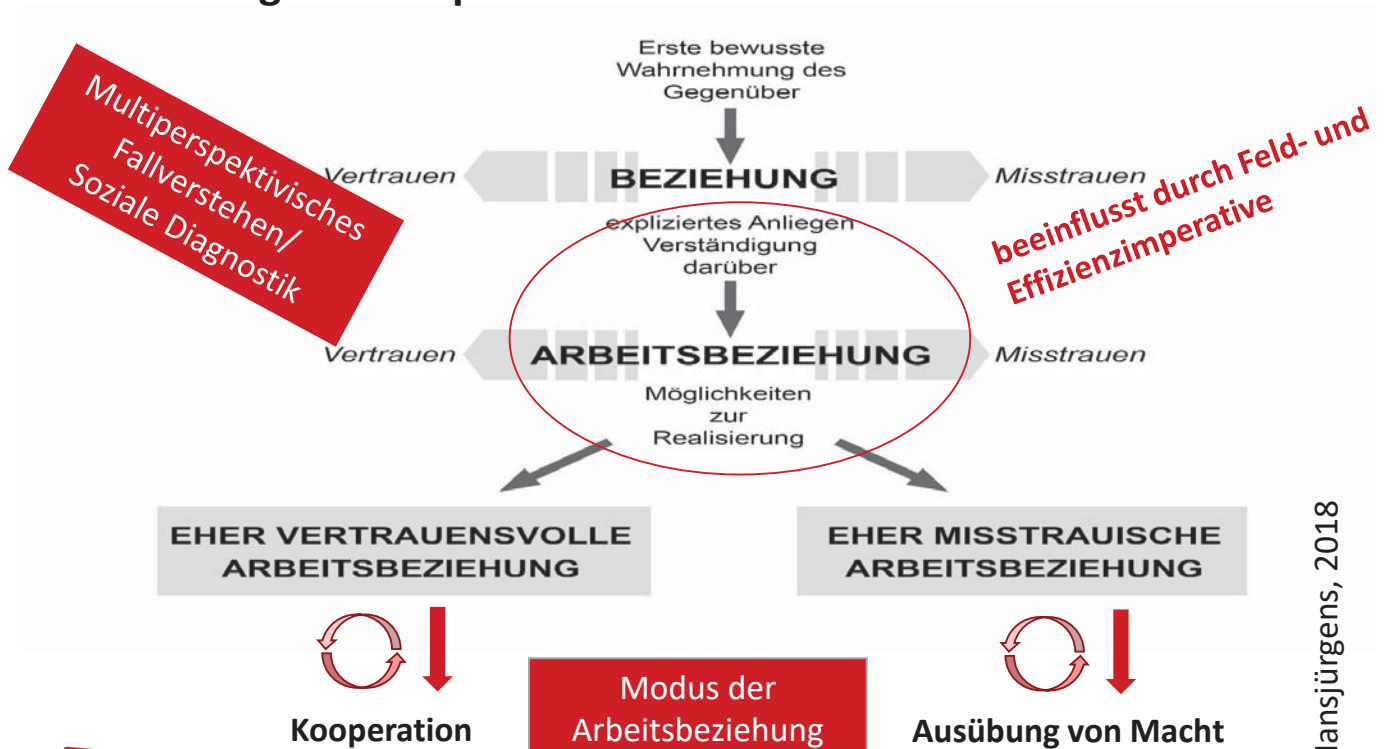 Erste bewusste
Wahrnehmung des
Gegenüber
Multiperspektivisches
Fallverstehen/
Soziale Diagnostik
Vertrauen
BEZIEHUNG
Misstrauen
beeinflusst durch Feld- und
Effizienzimperative
expliziertes Anliegen
Verständigung
darüber
Vertrauen
ARBEITSBEZIEHUNG
Misstrauen
Möglichkeiten
zur
Realisierung
EHER VERTRAUENSVOLLE
ARBEITSBEZIEHUNG
EHER MISSTRAUISCHE
ARBEITSBEZIEHUNG
Kooperation
Modus der
Arbeitsbeziehung
Ausübung von Macht
ansjürgens, 2018